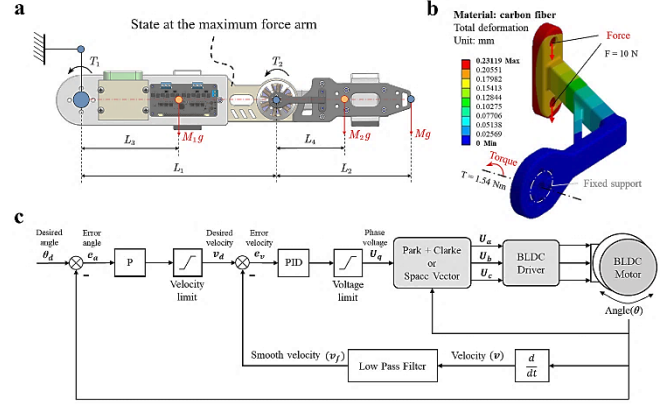 a
State at the maximum force arm
T₁
T₂
M₁g
M₂g
Mg
L₃
L₄
L₁
L₂
b
Material: carbon fiber
Total deformation
Unit: mm
0.23119 Max
0.20551
0.17982
0.15413
0.12844
0.10275
0.07706
0.05138
0.02569
0 Min
Force
F = 10 N
Torque
T = 1.54 Nm
Fixed support
c
Desired angle
θd
Error angle
ea
P
Velocity limit
Desired velocity
vd
Error velocity
ev
PID
Voltage limit
Phase voltage
Uq
Park + Clarke
or
Space Vector
Ua
Ub
Uc
BLDC
Driver
BLDC
Motor
Angle(θ)
Smooth velocity (vf)
Low Pass Filter
Velocity (v)
d
dt